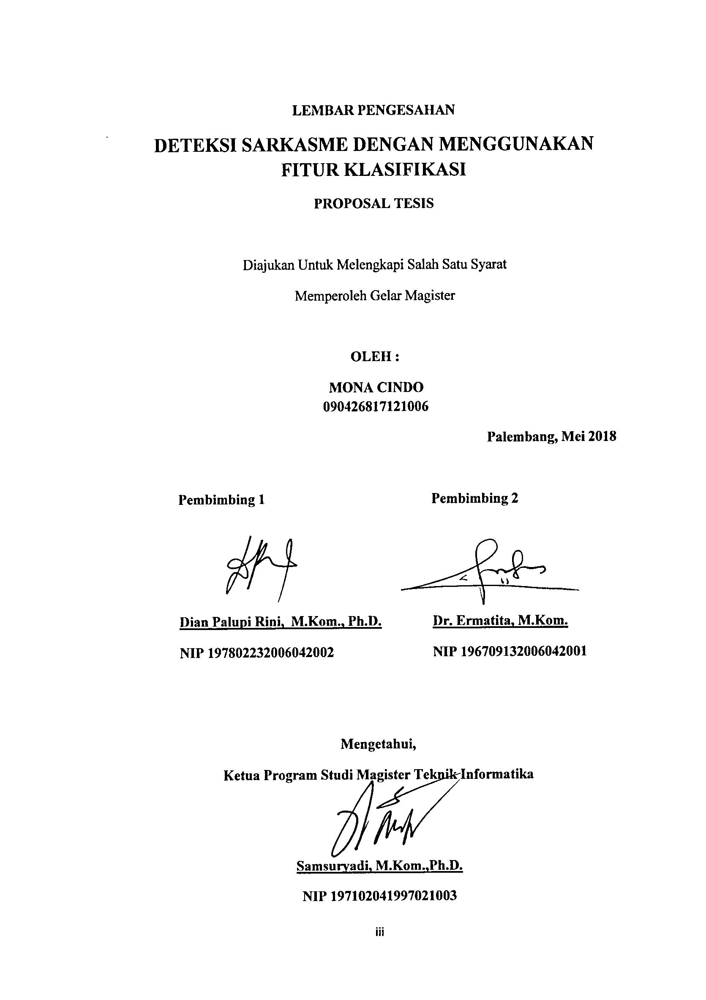 LEMBAR PENGESAHAN
DETEKSI SARKASME DENGAN MENGGUNAKAN
FITUR KLASIFIKASI
PROPOSAL TESIS
Diajukan Untuk Melengkapi Salah Satu Syarat
Memperoleh Gelar Magister
OLEH :
MONA CINDO
090426817121006
Palembang, Mei 2018
Pembimbing 1
Pembimbing 2
Dian Palupi Rini, M.Kom., Ph.D.
Dr. Ermatita, M.Kom.
NIP 197802232006042002
NIP 196709132006042001
Mengetahui,
Ketua Program Studi Magister Teknik Informatika
Samsuryadi, M.Kom.,Ph.D.
NIP 197102041997021003
iii